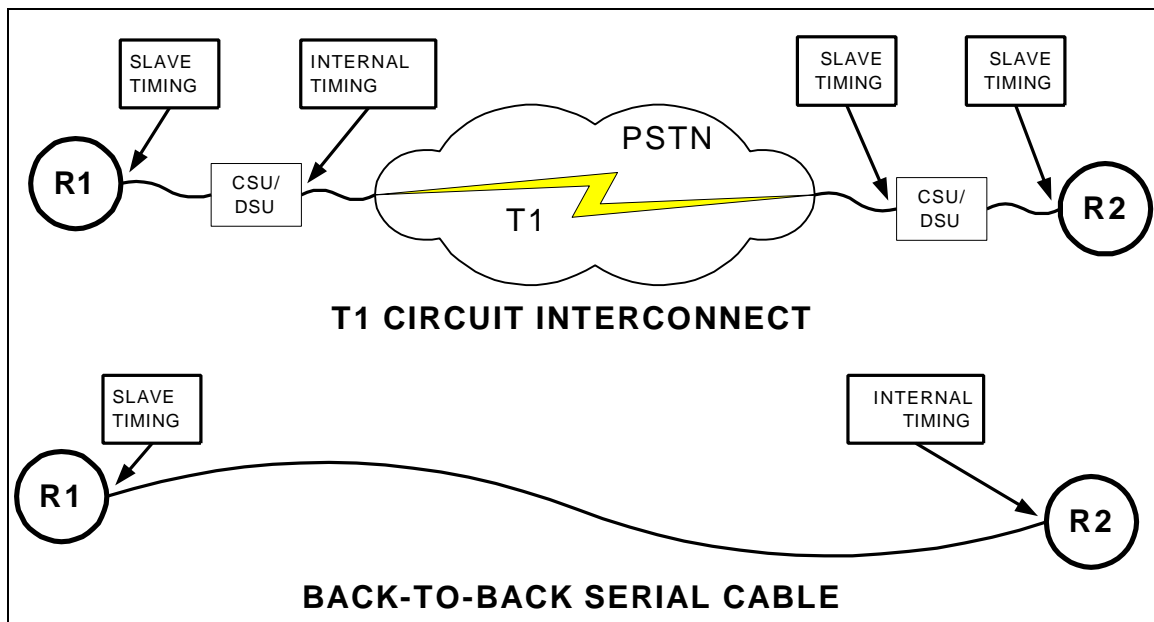 SLAVE
TIMING
INTERNAL
TIMING
SLAVE
TIMING
SLAVE
TIMING
R1
CSU/
DSU
PSTN
T1
CSU/
DSU
R2
T1 CIRCUIT INTERCONNECT
SLAVE
TIMING
INTERNAL
TIMING
R1
R2
BACK-TO-BACK SERIAL CABLE